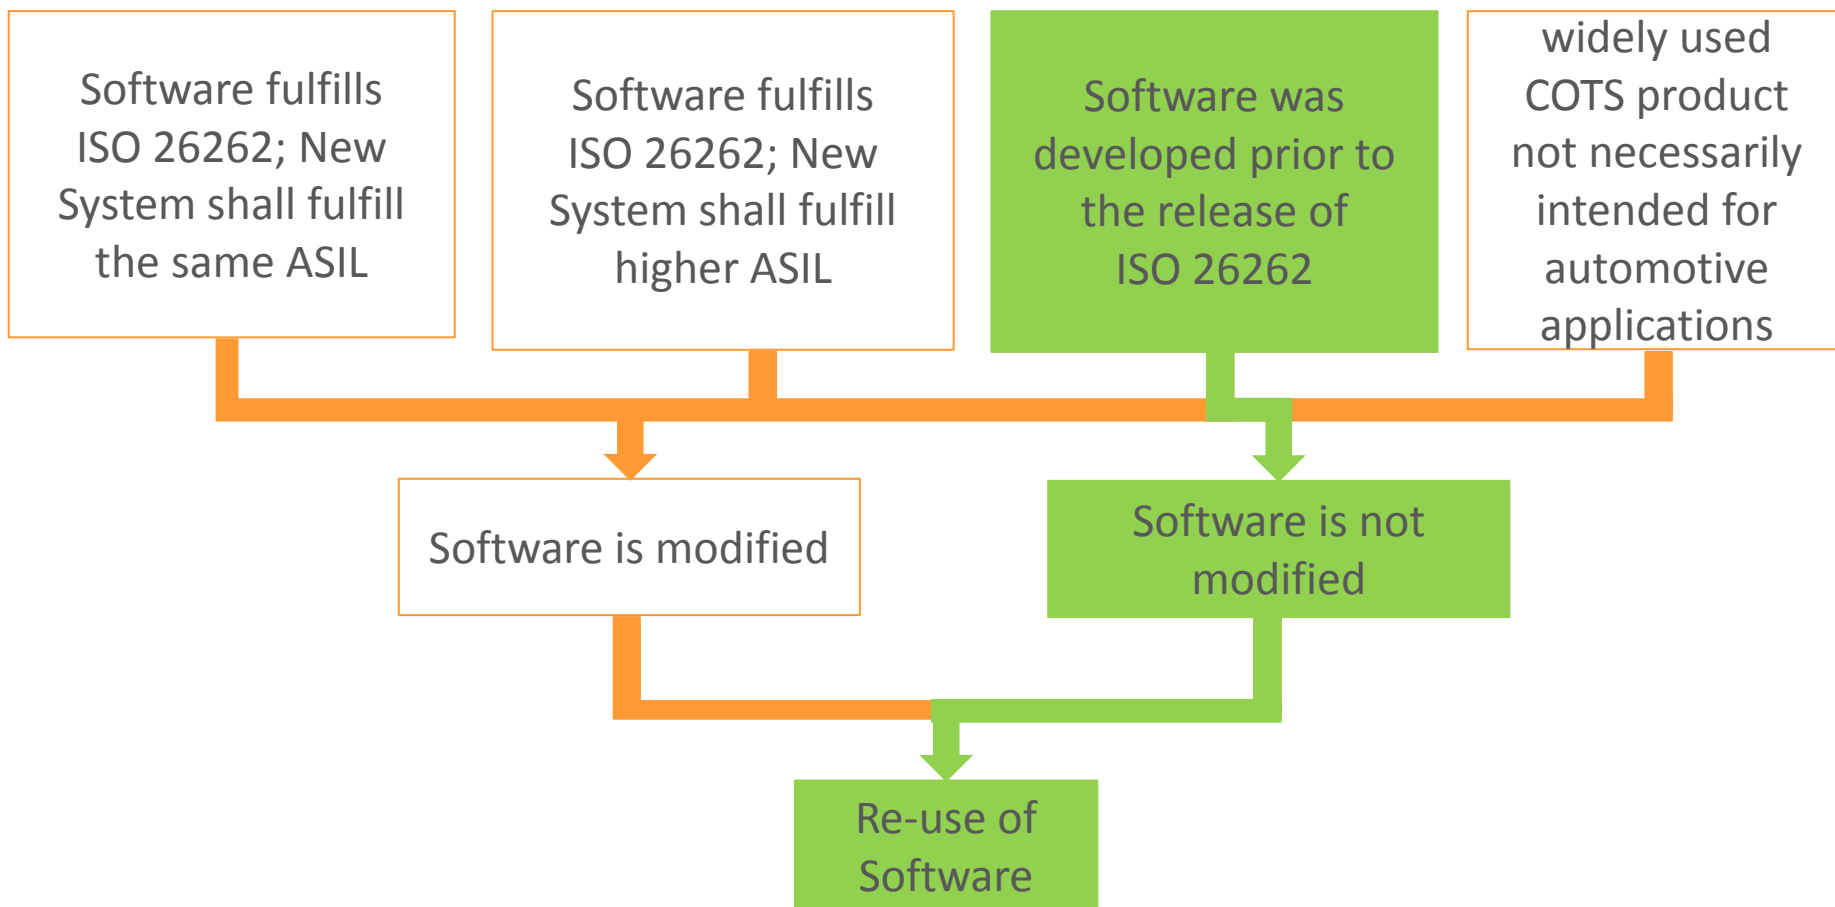 Software fulfills
ISO 26262; New
System shall fulfill
the same ASIL
Software fulfills
ISO 26262; New
System shall fulfill
higher ASIL
Software was
developed prior to
the release of
ISO 26262
widely used
COTS product
not necessarily
intended for
automotive
applications
Software is modified
Software is not
modified
Re-use of
Software